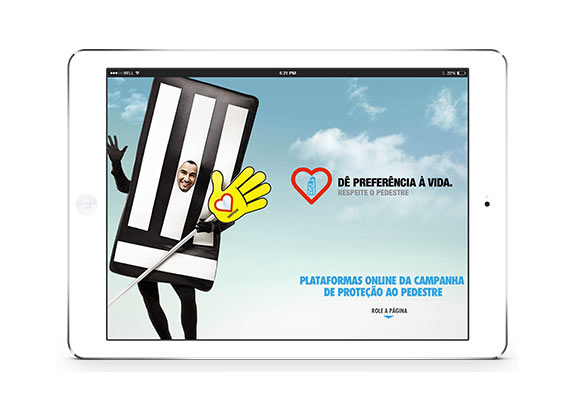 BELL
4:21 PM
20%
DÊ PREFERÊNCIA À VIDA.
RESPEITE O PEDESTRE
PLATAFORMAS ONLINE DA CAMPANHA
DE PROTEÇÃO AO PEDESTRE
ROLE A PÁGINA